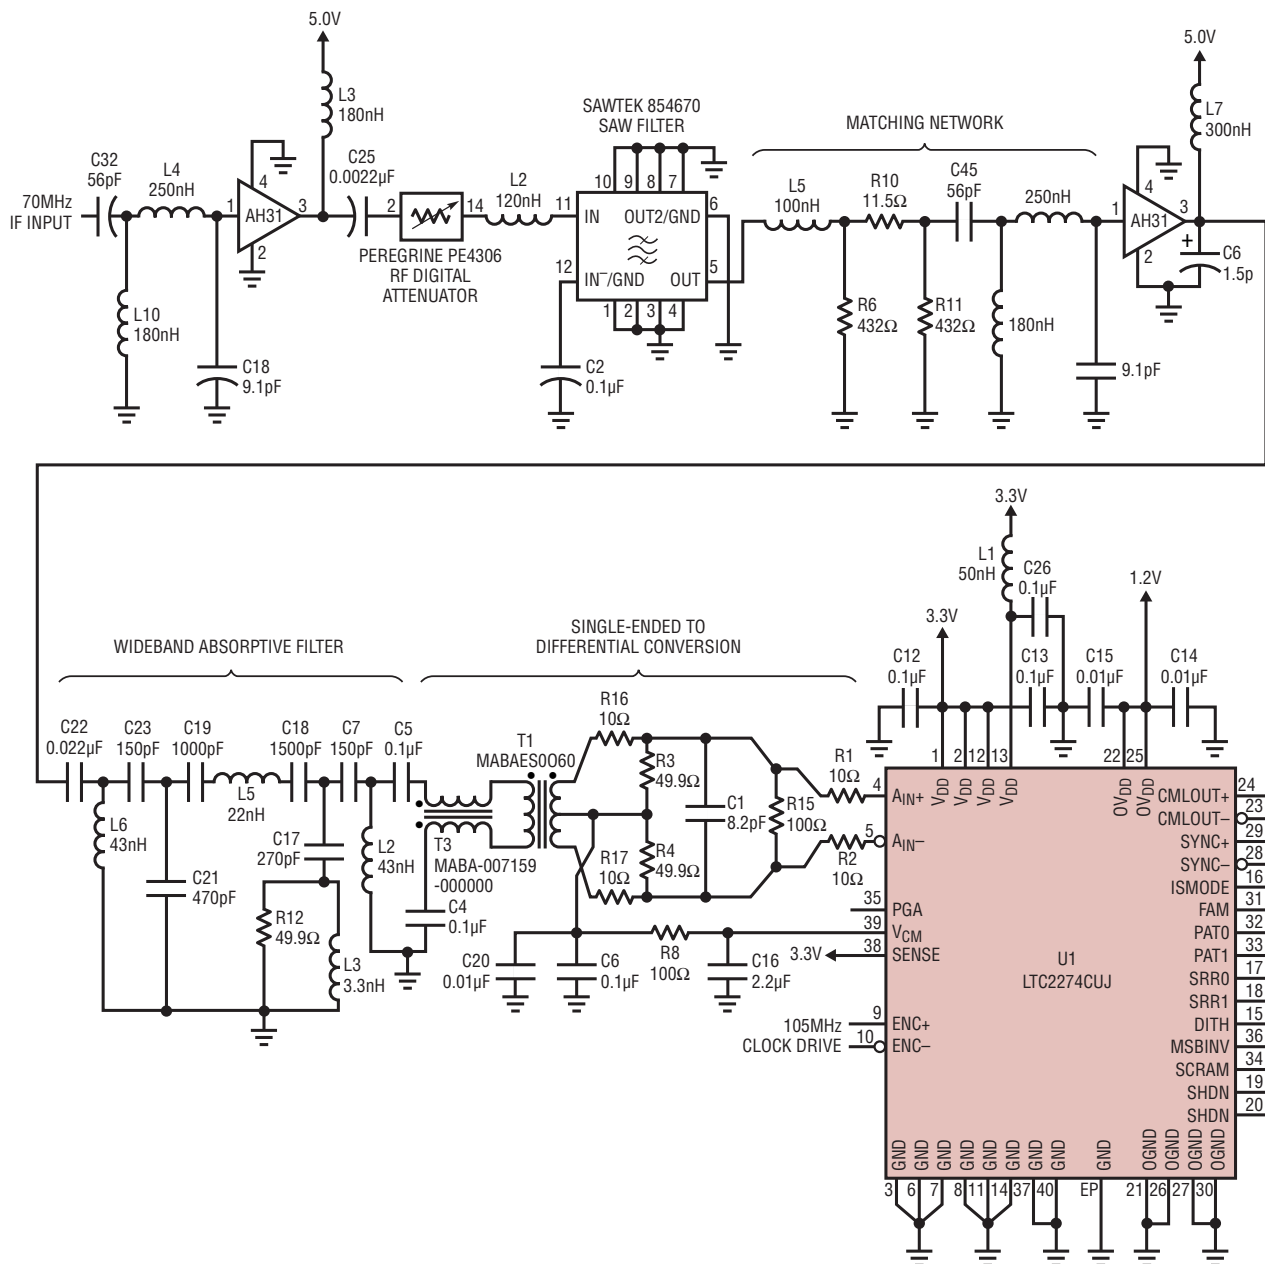 5.0V
L3
180nH
C32
56pF
L4
250nH
C25
0.0022µF
70MHz
IF INPUT
1
AH31
4
3
2
L10
180nH
C18
9.1pF
2
14
PEREGRINE PE4306
RF DIGITAL
ATTENUATOR
L2
120nH
SAWTEK 854670
SAW FILTER
10
9
8
7
11
IN
OUT2/GND
6
12
IN–/GND
OUT
5
1
2
3
4
C2
0.1µF
MATCHING NETWORK
L5
100nH
R10
11.5Ω
C45
56pF
250nH
R6
432Ω
R11
432Ω
180nH
9.1pF
5.0V
L7
300nH
1
AH31
4
3
2
+
C6
1.5p
WIDEBAND ABSORPTIVE FILTER
SINGLE-ENDED TO
DIFFERENTIAL CONVERSION
C22
0.022µF
C23
150pF
C19
1000pF
L5
22nH
C18
1500pF
C7
150pF
C5
0.1µF
L6
43nH
C21
470pF
C17
270pF
R12
49.9Ω
L3
3.3nH
L2
43nH
T3
MABA-007159
-000000
C4
0.1µF
T1
MABAES0060
R16
10Ω
R17
10Ω
R3
49.9Ω
R4
49.9Ω
C1
8.2pF
R15
100Ω
R1
10Ω
R2
10Ω
C20
0.01µF
C6
0.1µF
R8
100Ω
C16
2.2µF
3.3V
105MHz
CLOCK DRIVE
3.3V
L1
50nH
C26
0.1µF
3.3V
1.2V
C12
0.1µF
C13
0.1µF
C15
0.01µF
C14
0.01µF
1
2
12
13
22
25
VDD
VDD
VDD
VDD
OVDD
OVDD
4
AIN+
5
AIN–
35
PGA
39
VCM
38
SENSE
9
ENC+
10
ENC–
U1
LTC2274CUJ
CMLOUT+
24
CMLOUT–
23
SYNC+
29
SYNC–
28
ISMODE
16
FAM
31
PAT0
32
PAT1
33
SRR0
17
SRR1
18
DITH
15
MSBINV
36
SCRAM
34
SHDN
19
SHDN
20
GND
GND
GND
GND
GND
GND
GND
GND
GND
OGND
OGND
OGND
OGND
3
6
7
8
11
14
37
40
EP
21
26
27
30